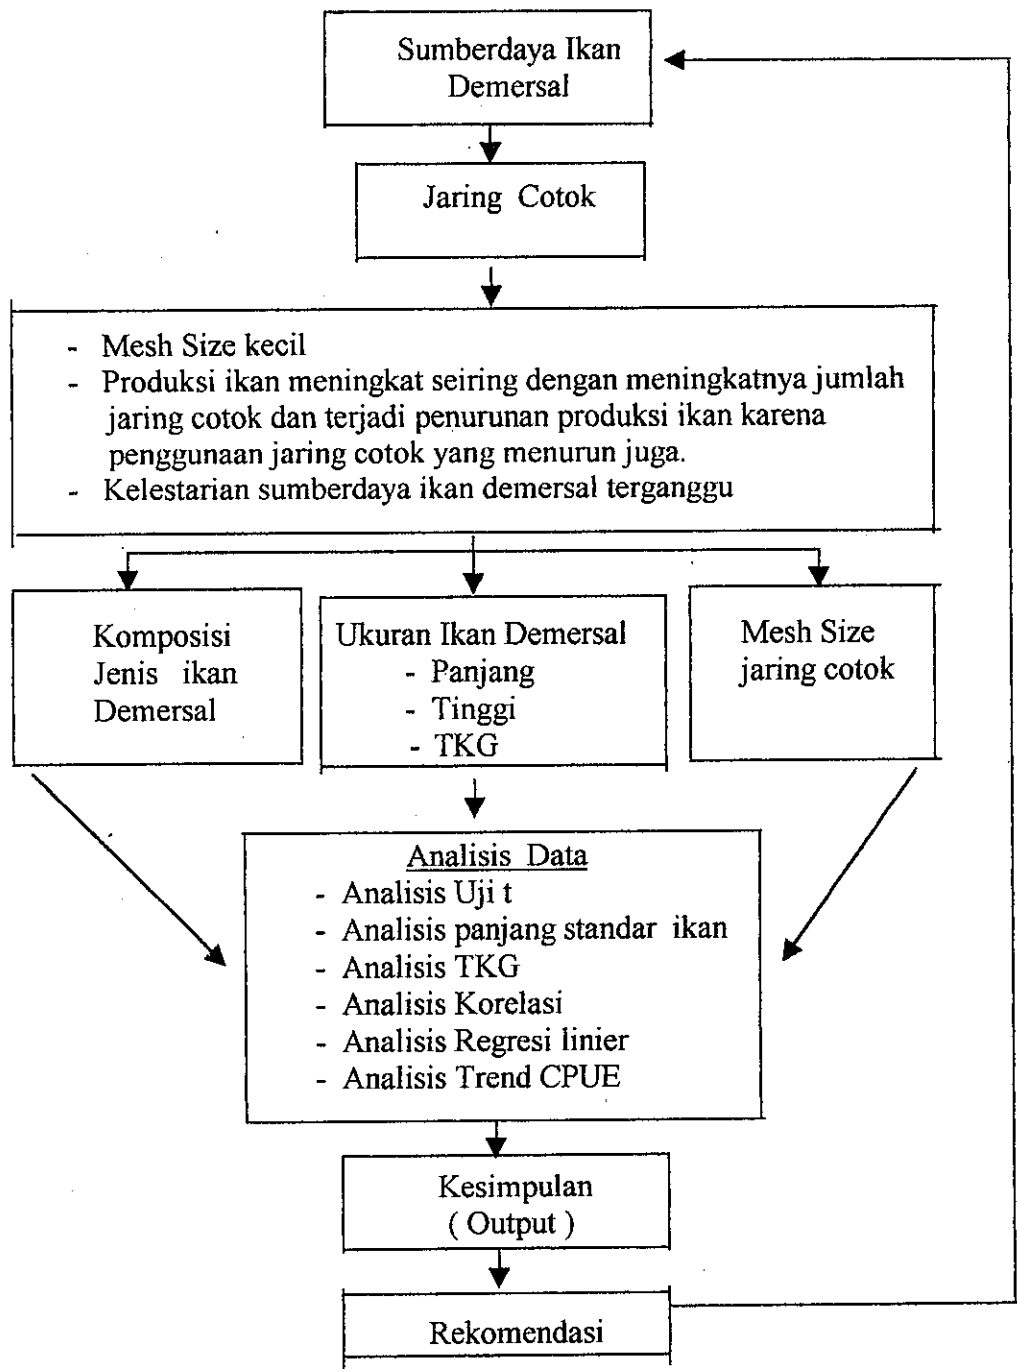 Sumberdaya Ikan
Demersal
Jaring Cotok
- Mesh Size kecil
- Produksi ikan meningkat seiring dengan meningkatnya jumlah
jaring cotok dan terjadi penurunan produksi ikan karena
penggunaan jaring cotok yang menurun juga.
- Kelestarian sumberdaya ikan demersal terganggu
Komposisi
Jenis ikan
Demersal
Ukuran Ikan Demersal
- Panjang
- Tinggi
- TKG
Mesh Size
jaring cotok
Analisis Data
- Analisis Uji t
- Analisis panjang standar ikan
- Analisis TKG
- Analisis Korelasi
- Analisis Regresi linier
- Analisis Trend CPUE
Kesimpulan
( Output )
Rekomendasi